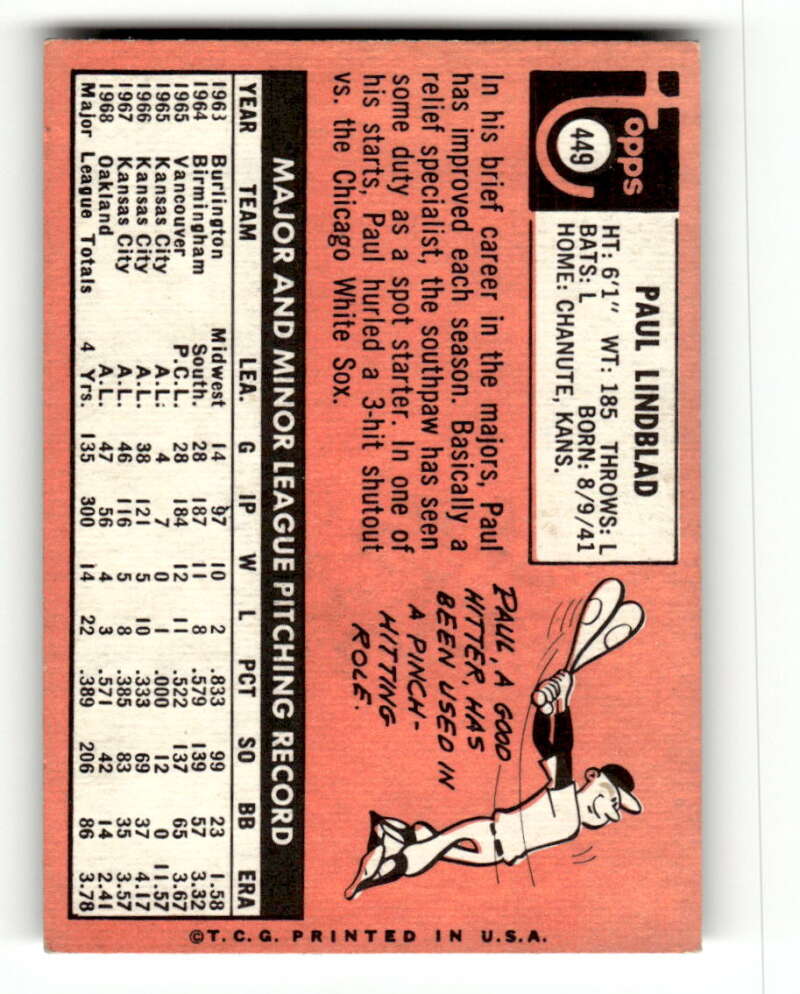 Topps
449
PAUL LINDBLAD
HT: 6'1" WT: 185 THROWS: L
BATS: L BORN: 8/9/41
HOME: CHANUTE, KANS.
In his brief career in the majors, Paul
has improved each season. Basically a
relief specialist, the southpaw has seen
some duty as a spot starter. In one of
his starts, Paul hurled a 3-hit shutout
vs. the Chicago White Sox.
PAUL, A GOOD
HITTER, HAS
BEEN USED IN
A PINCH-
HITTING
ROLE.
MAJOR AND MINOR LEAGUE PITCHING RECORD
YEAR TEAM LEA. G IP W L PCT SO BB ERA
1963 Burlington Midwest 14 97 10 2 .833 99 23 1.58
1964 Birmingham South. 28 187 11 8 .579 139 57 3.32
1965 Vancouver P.C.L. 28 184 12 11 .522 137 65 3.67
1965 Kansas City A.L. 4 7 0 1 .000 12 0 11.57
1966 Kansas City A.L. 38 121 5 10 .333 69 37 4.17
1967 Kansas City A.L. 46 116 5 8 .385 83 35 3.57
1968 Oakland A.L. 47 56 4 3 .571 42 14 2.41
Major League Totals 4 Yrs. 135 300 14 22 .389 206 86 3.78
©T.C.G. PRINTED IN U.S.A.